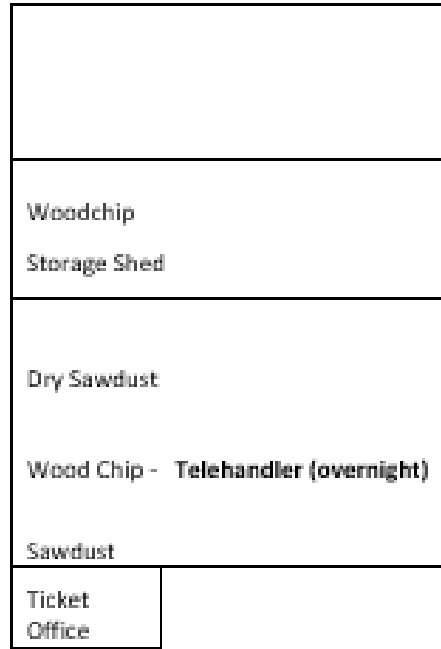 Woodchip
Storage Shed
Dry Sawdust
Wood Chip - Telehandler (overnight)
Sawdust
Ticket
Office